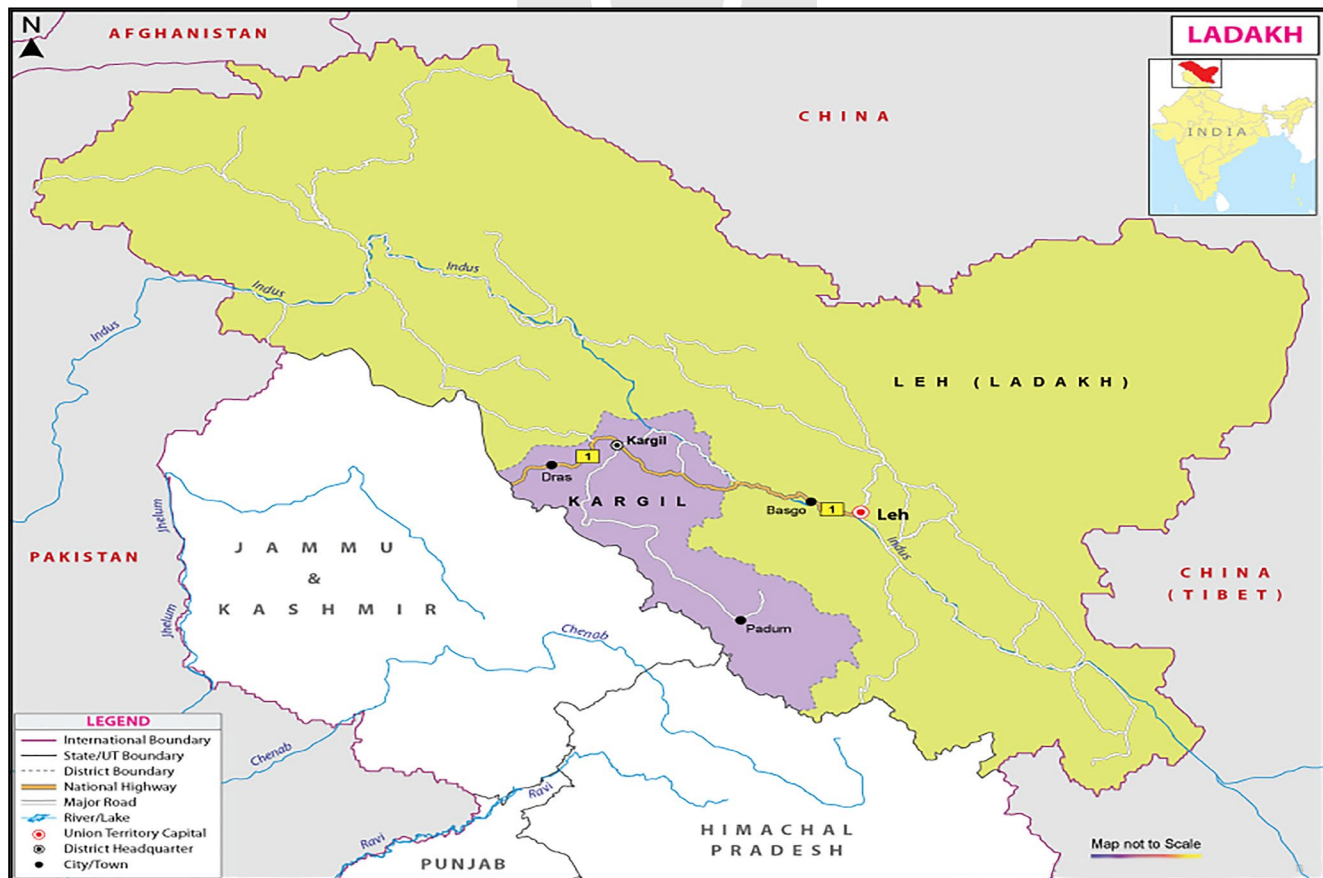 N
AFGHANISTAN
LADAKH
CHINA
INDIA
Indus
Indus
Indus
LEH (LADAKH)
Kargil
1
Dras
KARGIL
Basgo
1
Leh
Indus
Jhelum
PAKISTAN
JAMMU
&
KASHMIR
CHINA
(TIBET)
Jhelum
Padum
Chenab
LEGEND
International Boundary
State/UT Boundary
District Boundary
National Highway
Major Road
River/Lake
Union Territory Capital
District Headquarter
City/Town
Chenab
Ravi
Ravi
PUNJAB
HIMACHAL
PRADESH
Map not to Scale